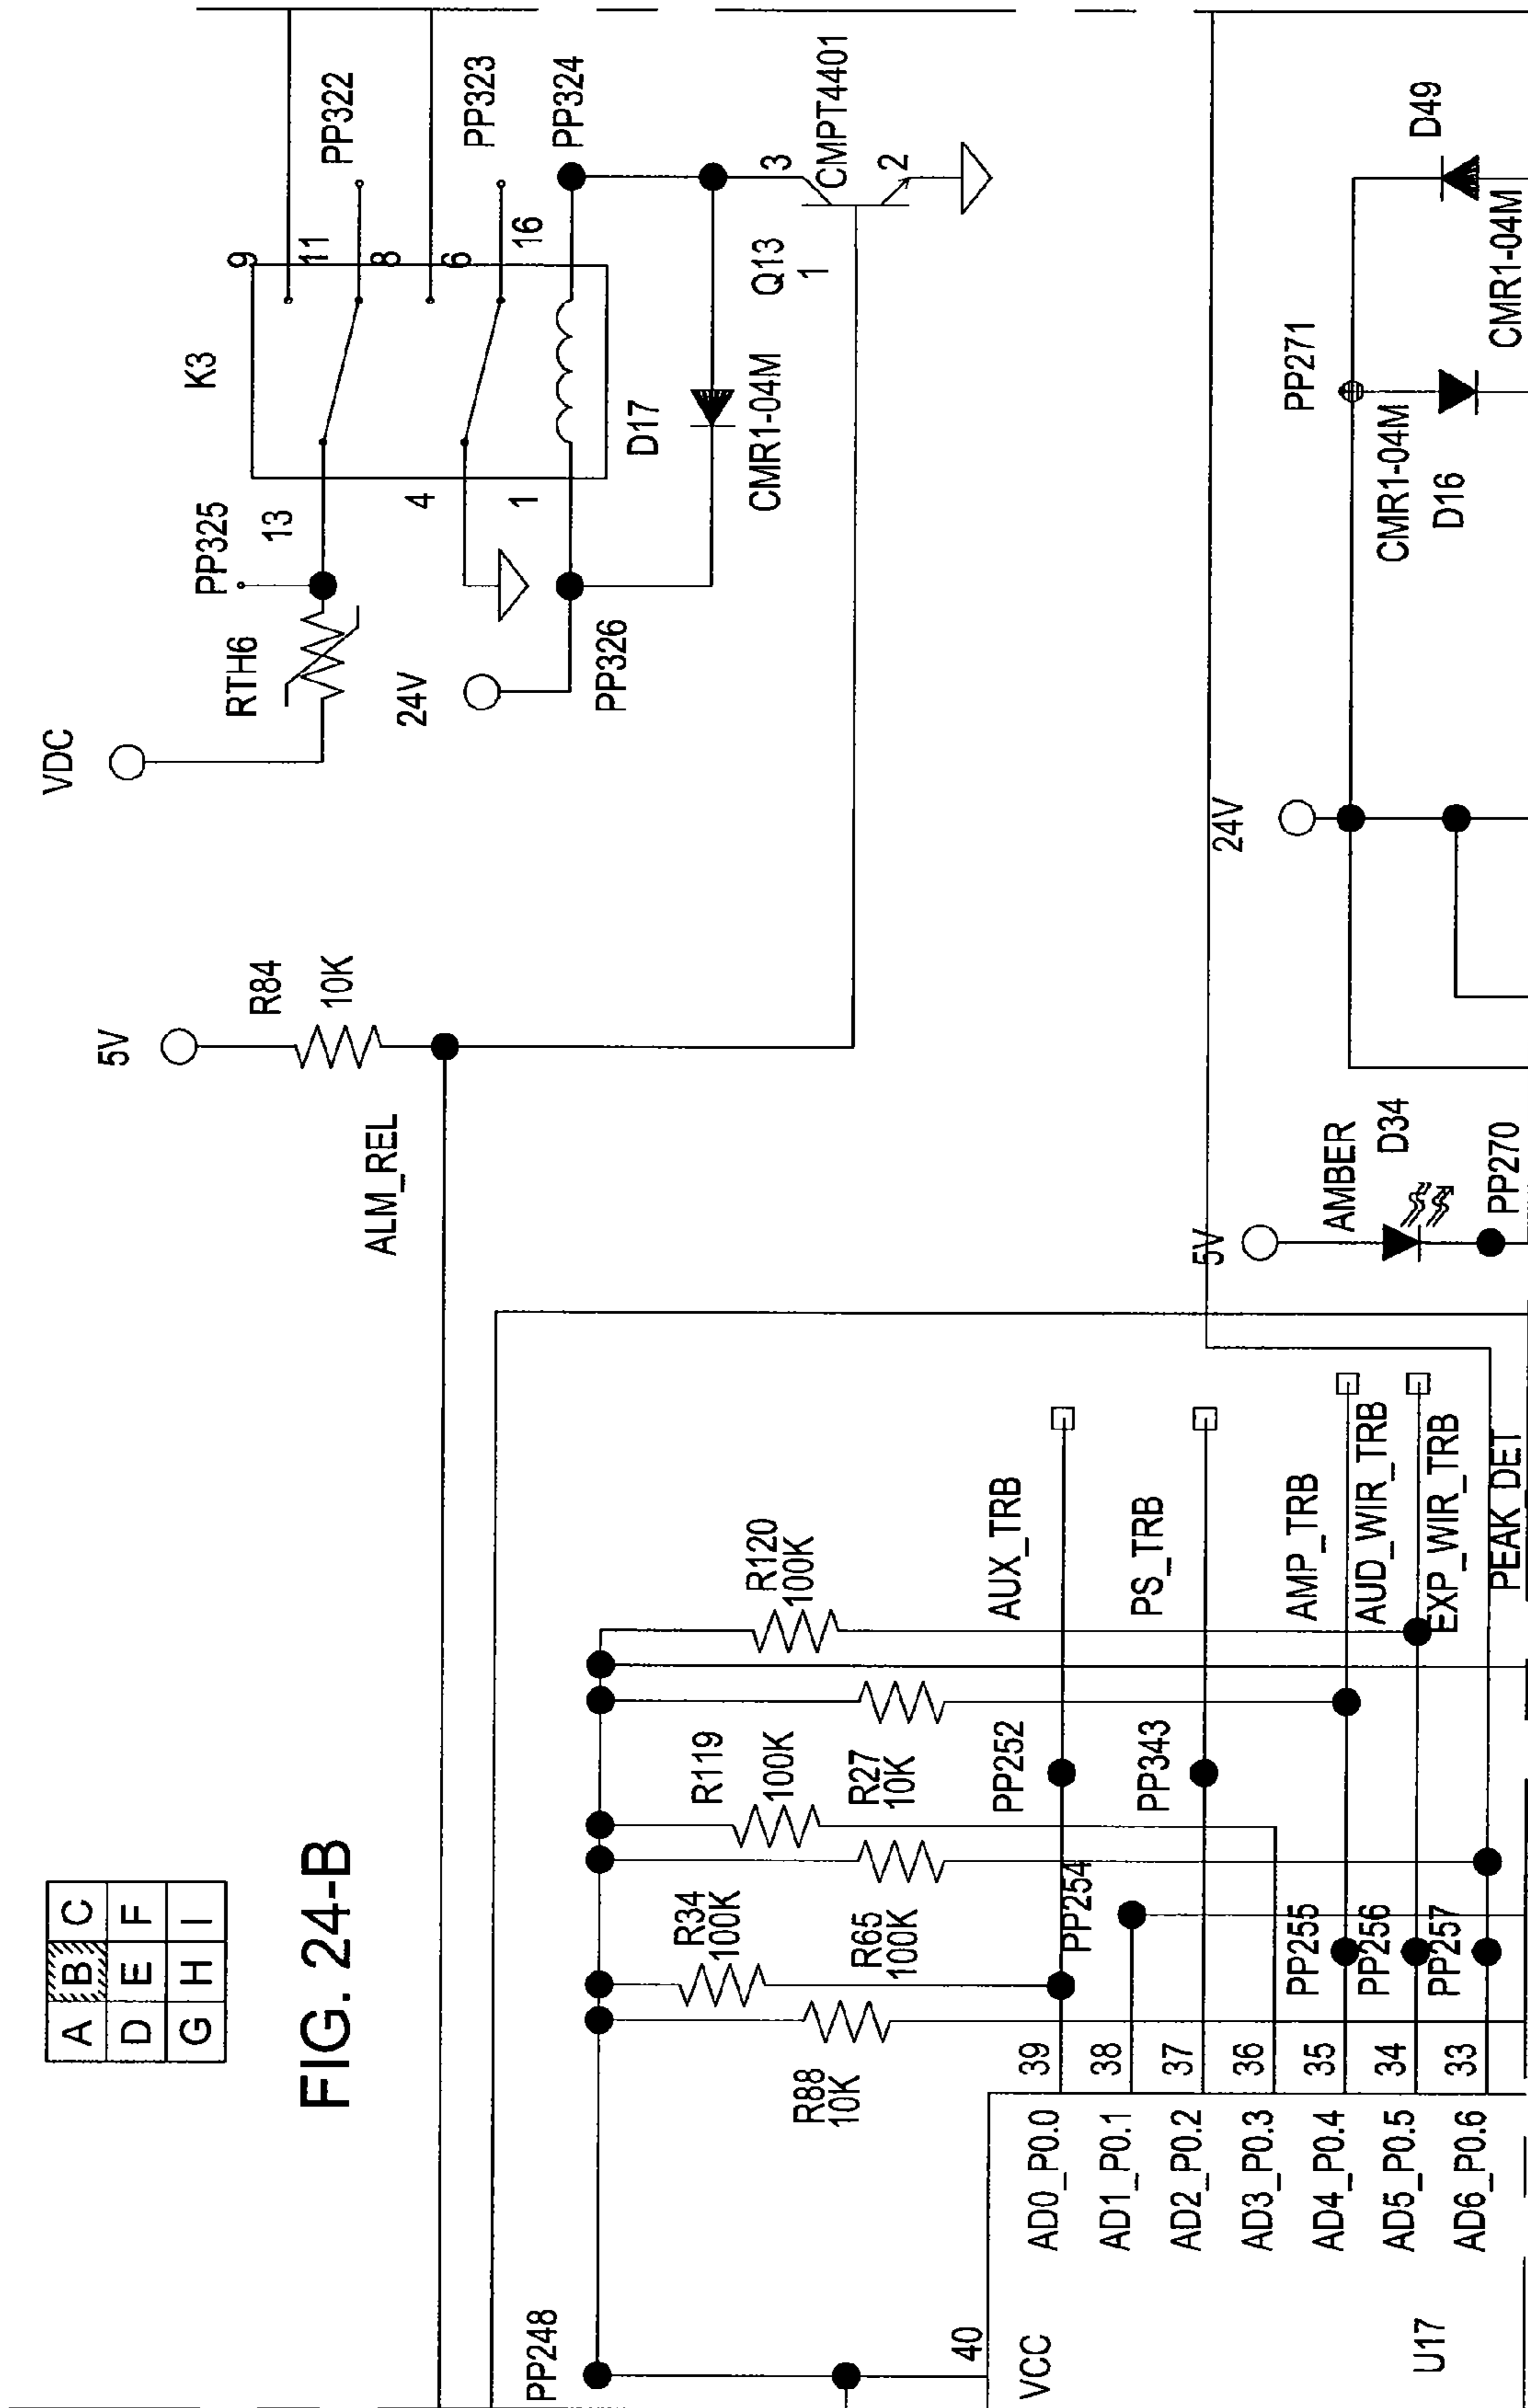 A B C
D E F
G H I
FIG. 24-B
5V
R84
10K
ALM_REL
VDC
RTH6
PP325
13
K3
9
11
PP322
8
6
PP323
16
PP324
4
1
24V
PP326
D17
CMR1-04M
Q13
1
3
CMPT4401
2
PP248
40
VCC
U17
R88
10K
R34
100K
R65
100K
R119
100K
R27
10K
R120
100K
AD0_P0.0
39
PP252
AUX_TRB
AD1_P0.1
38
PP254
AD2_P0.2
37
PP343
PS_TRB
AD3_P0.3
36
AD4_P0.4
35
PP255
AMP_TRB
AD5_P0.5
34
PP256
AUD_WIR_TRB
AD6_P0.6
33
PP257
EXP_WIR_TRB
PEAK_DET
5V
AMBER
D34
PP270
24V
PP271
CMR1-04M
D16
D49
CMR1-04M